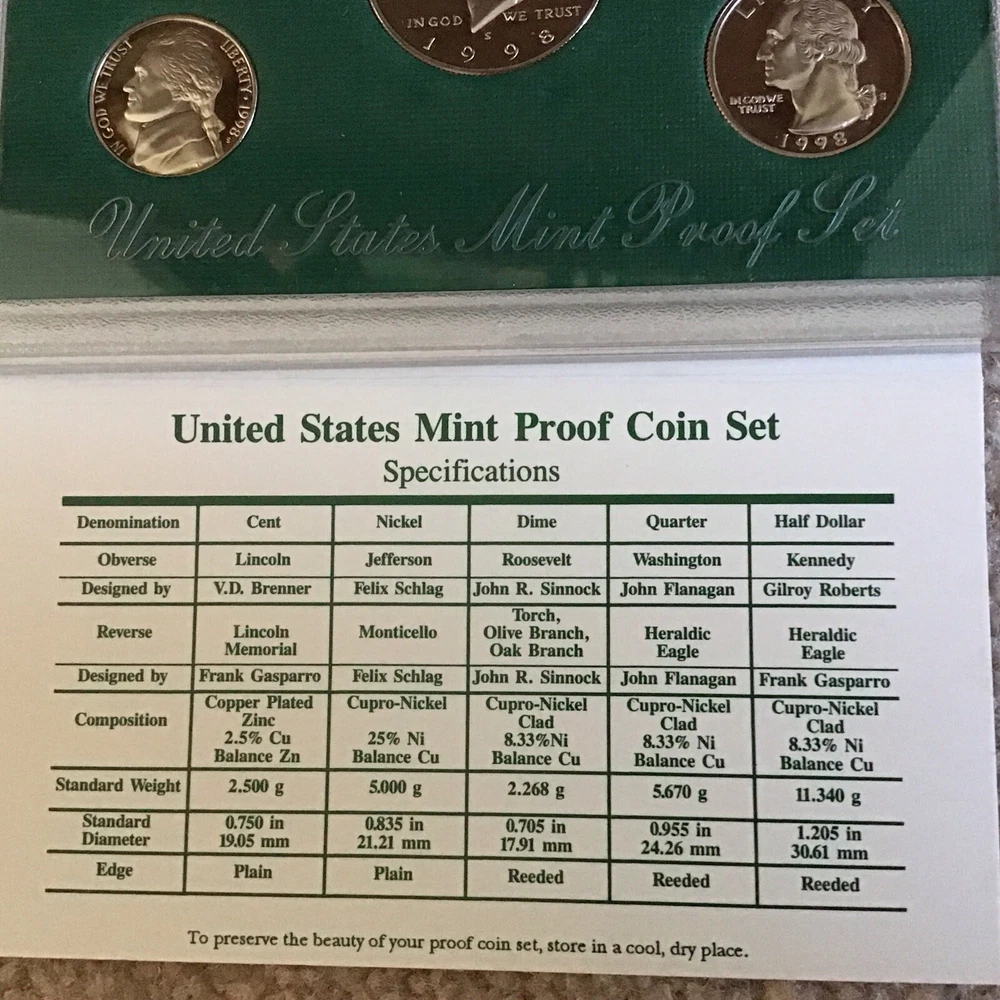 IN GOD WE TRUST
LIBERTY · 1998 S
IN GOD WE TRUST
S
1998
IN GOD WE
TRUST
S
1998
United States Mint Proof Set
United States Mint Proof Coin Set
Specifications
Denomination Cent Nickel Dime Quarter Half Dollar
Obverse Lincoln Jefferson Roosevelt Washington Kennedy
Designed by V.D. Brenner Felix Schlag John R. Sinnock John Flanagan Gilroy Roberts
Reverse Lincoln Memorial Monticello Torch, Olive Branch, Oak Branch Heraldic Eagle Heraldic Eagle
Designed by Frank Gasparro Felix Schlag John R. Sinnock John Flanagan Frank Gasparro
Composition Copper Plated Zinc 2.5% Cu Balance Zn Cupro-Nickel 25% Ni Balance Cu Cupro-Nickel Clad 8.33%Ni Balance Cu Cupro-Nickel Clad 8.33% Ni Balance Cu Cupro-Nickel Clad 8.33% Ni Balance Cu
Standard Weight 2.500 g 5.000 g 2.268 g 5.670 g 11.340 g
Standard Diameter 0.750 in 19.05 mm 0.835 in 21.21 mm 0.705 in 17.91 mm 0.955 in 24.26 mm 1.205 in 30.61 mm
Edge Plain Plain Reeded Reeded Reeded
To preserve the beauty of your proof coin set, store in a cool, dry place.